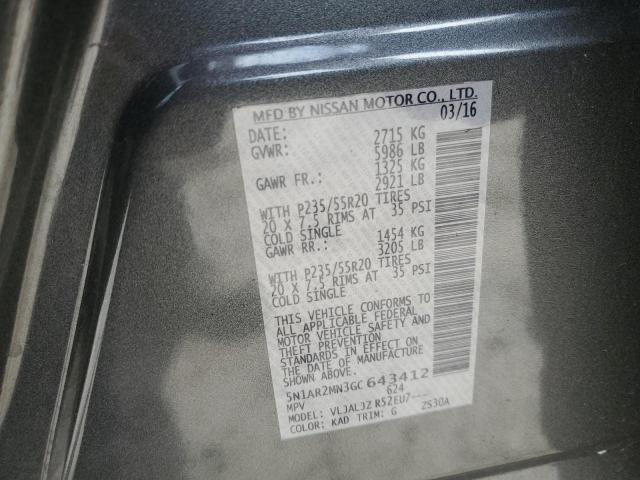 MFD BY NISSAN MOTOR CO., LTD.
DATE: 03/16
GVWR: 2715 KG
5986 LB
GAWR FR.: 1325 KG
2921 LB
WITH P235/55R20 TIRES
20 X 7.5 RIMS AT 35 PSI
COLD SINGLE
GAWR RR.: 1454 KG
3205 LB
WITH P235/55R20 TIRES
20 X 7.5 RIMS AT 35 PSI
COLD SINGLE
THIS VEHICLE CONFORMS TO
ALL APPLICABLE FEDERAL
MOTOR VEHICLE SAFETY AND
THEFT PREVENTION
STANDARDS IN EFFECT ON
THE DATE OF MANUFACTURE
SHOWN ABOVE.
5N1AR2MN3GC 643412
MPV 624
MODEL: VLJALJZ R52EU7---
COLOR: KAD TRIM: G ZS30A